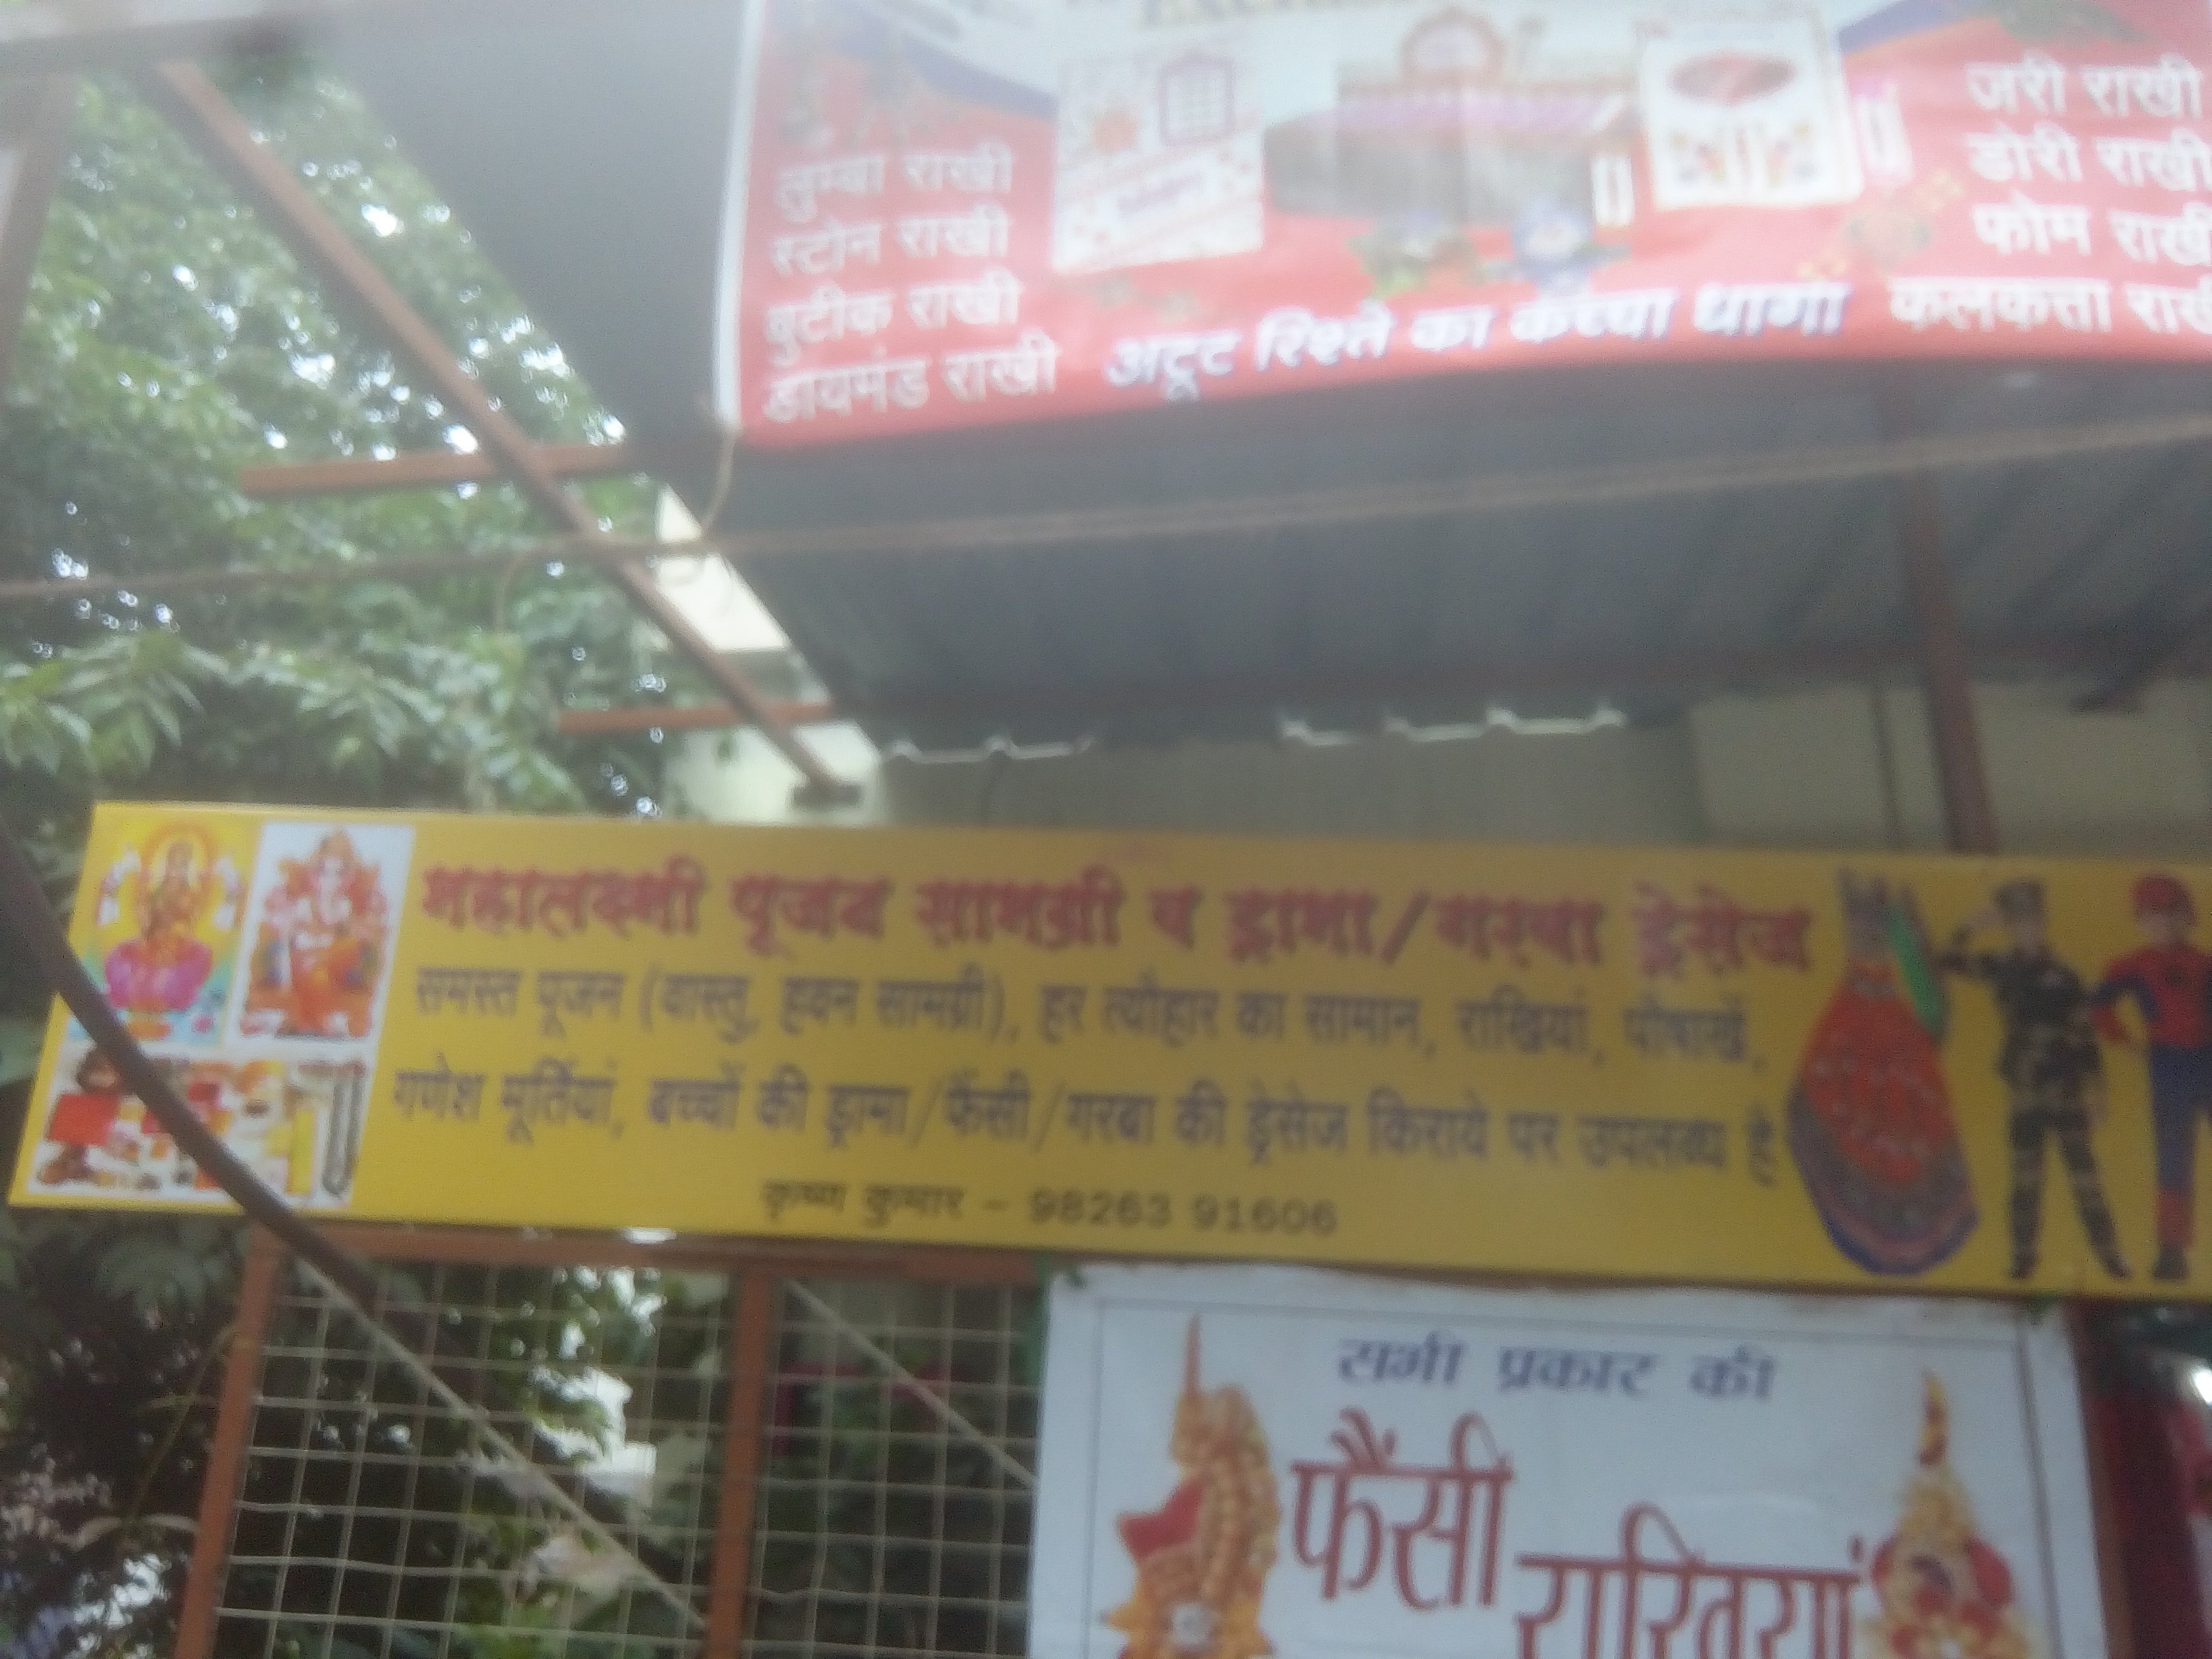 लुम्बा राखी
स्टोन राखी
बुटीक राखी
डायमंड राखी
अटूट रिश्ते का कच्चा धागा
जरी राखी
डोरी राखी
फोम राखी
कलकत्ता
महालक्ष्मी पूजन सामग्री व ड्रामा/गरबा ड्रेसेज
समस्त पूजन (वास्तु, हवन सामग्री), हर त्यौहार का सामान, राखियां, पौषाखें,
गणेश मूर्तियां, बच्चों की ड्रामा/फैंसी/गरबा की ड्रेसेज किराये पर उपलब्ध है
कृष्ण कुमार - 98263 91606
सभी प्रकार की
फैंसी
राखियां